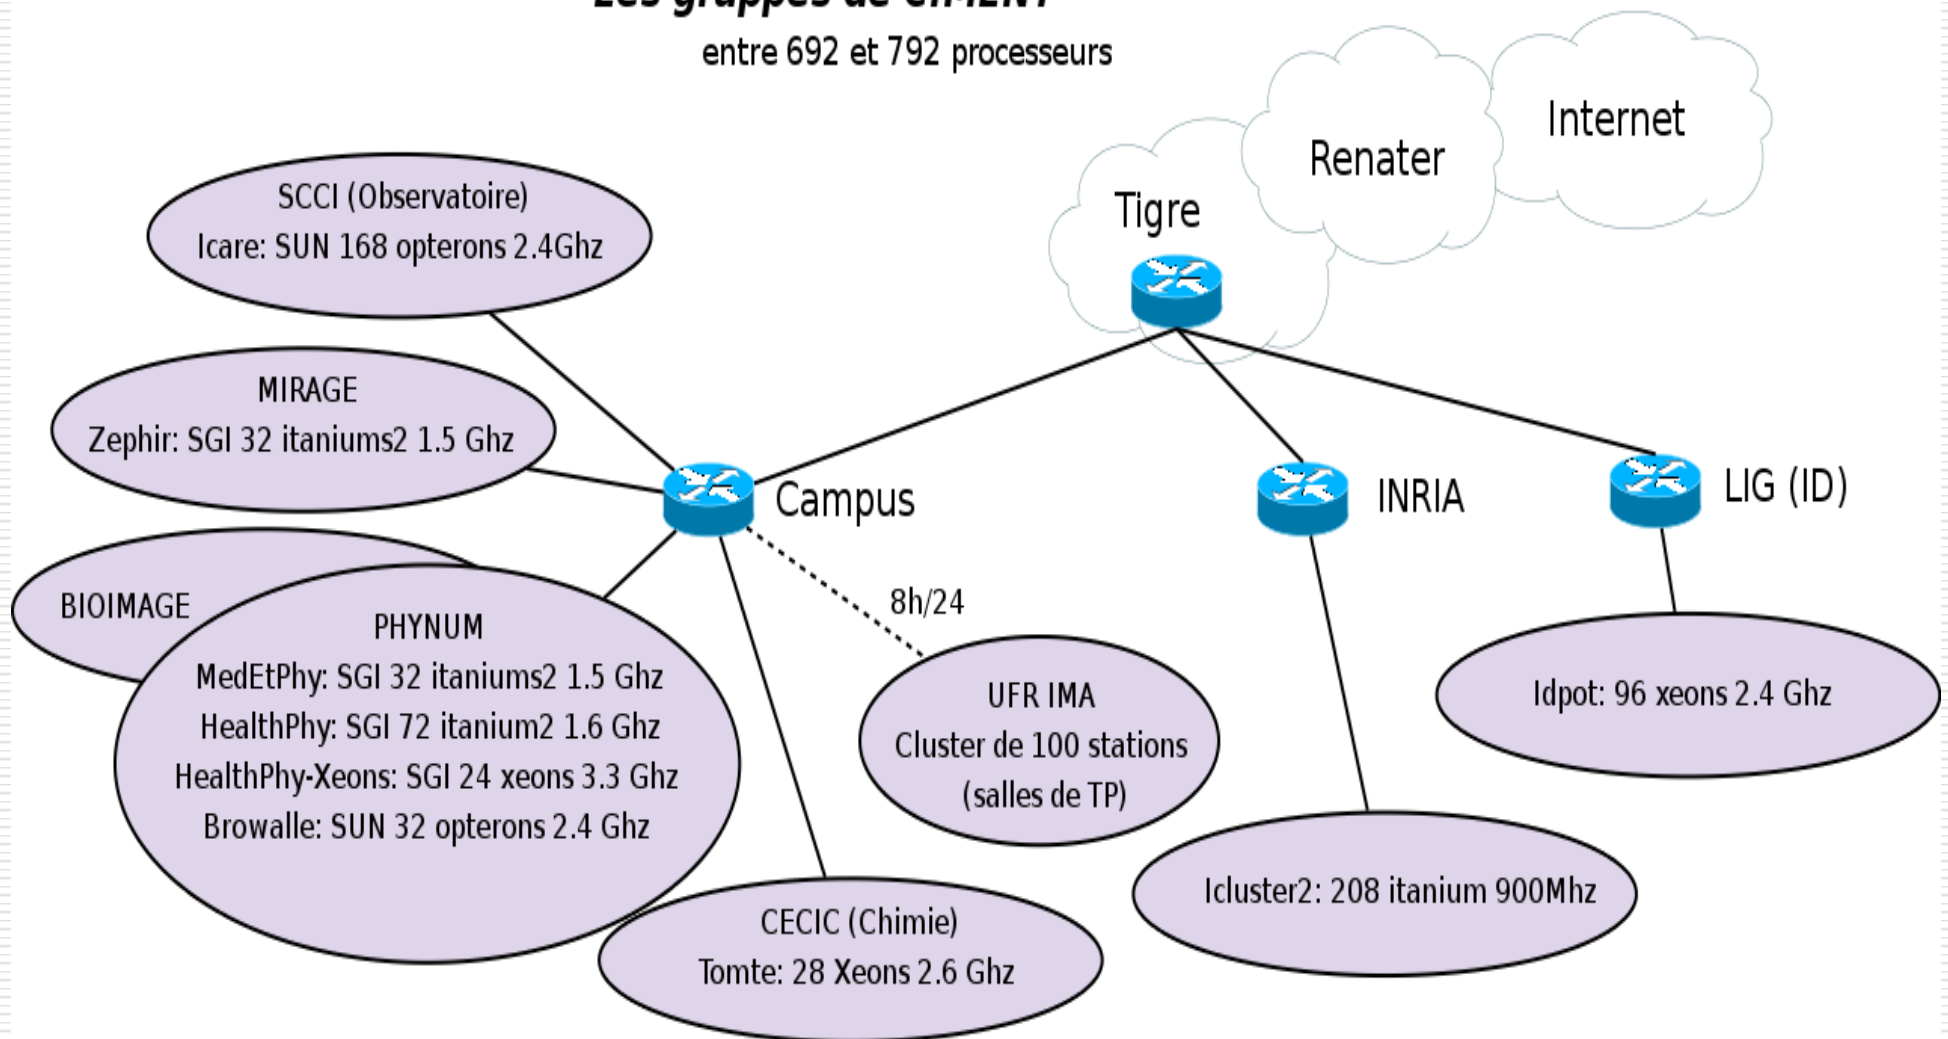 Les grappes de CIMENT
entre 692 et 792 processeurs
Internet
Renater
Tigre
SCCI (Observatoire)
Icare: SUN 168 opterons 2.4Ghz
MIRAGE
Zephir: SGI 32 itaniums2 1.5 Ghz
Campus
INRIA
LIG (ID)
BIOIMAGE
PHYNUM
MedEtPhy: SGI 32 itaniums2 1.5 Ghz
HealthPhy: SGI 72 itanium2 1.6 Ghz
HealthPhy-Xeons: SGI 24 xeons 3.3 Ghz
Browalle: SUN 32 opterons 2.4 Ghz
8h/24
UFR IMA
Cluster de 100 stations
(salles de TP)
Idpot: 96 xeons 2.4 Ghz
Icluster2: 208 itanium 900Mhz
CECIC (Chimie)
Tomte: 28 Xeons 2.6 Ghz